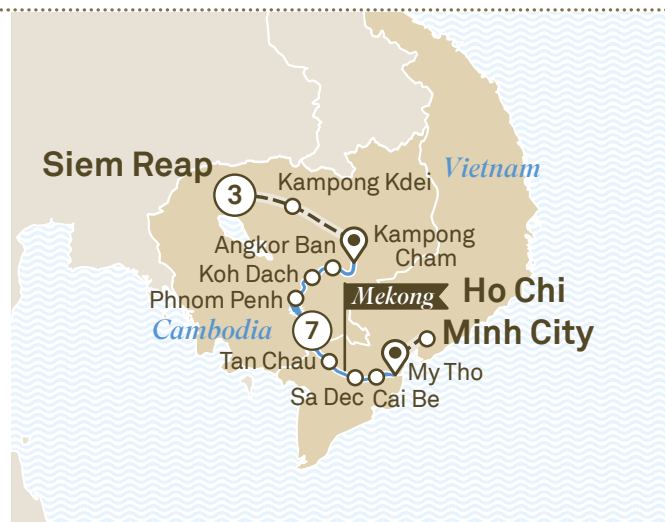 Siem Reap
3
Kampong Kdei
Vietnam
Angkor Ban
Kampong
Cham
Koh Dach
Phnom Penh
Mekong
Ho Chi
Minh City
Cambodia
7
Tan Chau
My Tho
Sa Dec
Cai Be